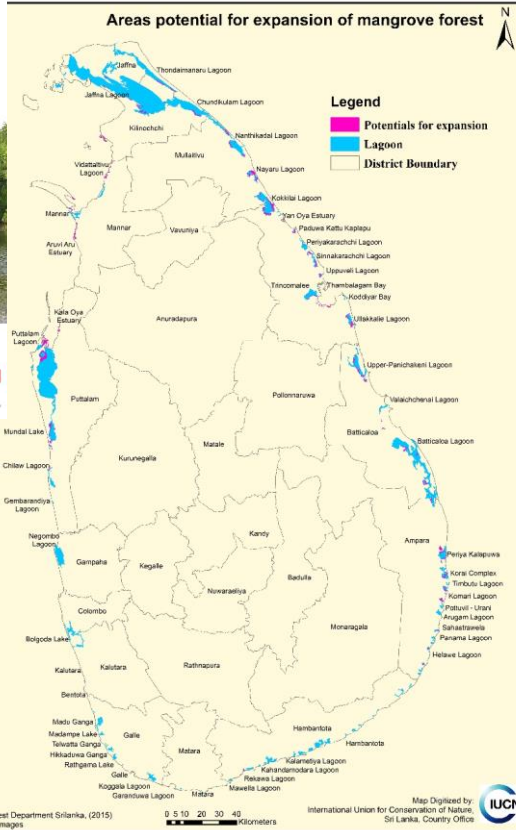 Areas potential for expansion of mangrove forest
N
Jaffna
Thondaimanaru Lagoon
Jaffna Lagoon
Chundikulam Lagoon
Kilinochchi
Nanthikadal Lagoon
Mullaitivu
Vidattaltivu
Lagoon
Nayaru Lagoon
Kokkilai Lagoon
Mannar
Yan Oya Estuary
Paduwa Kattu Kaplapu
Mannar
Vavuniya
Aruvi Aru
Estuary
Periyakarachchi Lagoon
Sinnakarachchi Lagoon
Uppuveli Lagoon
Trincomalee
Thambalagam Bay
Koddiyar Bay
Kala Oya
Estuary
Anuradapura
Ullakkalie Lagoon
Puttalam
Lagoon
Upper-Panichakeni Lagoon
Puttalam
Pollonnaruwa
Valaichchenai Lagoon
Batticaloa
Mundal Lake
Matale
Batticaloa Lagoon
Chilaw Lagoon
Kurunegalla
Gembarandiya
Lagoon
Ampara
Negombo
Lagoon
Kandy
Periya Kalapuwa
Gampaha
Kegalle
Badulle
Korai Complex
Timbutu Lagoon
Nuwaraeliya
Komari Lagoon
Colombo
Pottuvil - Urani
Arugam Lagoon
Monaragala
Sahastrawela
Bolgoda Lake
Panama Lagoon
Helawe Lagoon
Kalutara
Kalutara
Rathnapura
Bentota
Madu Ganga
Hambantota
Madampe Lake
Galle
Telwatta Ganga
Matara
Hambantota
Hikkaduwa Ganga
Rathgama Lake
Kalametiya Lagoon
Galle
Kahandamodara Lagoon
Rekawa Lagoon
Koggala Lagoon
Mawella Lagoon
Garanduwa Lagoon
Matara
Legend
Potentials for expansion
Lagoon
District Boundary
est Department Srilanka, (2015)
mages
0 5 10 20 30 40
Kilometers
Map Digitized by:
International Union for Conservation of Nature,
Sri Lanka, Country Office
IUCN